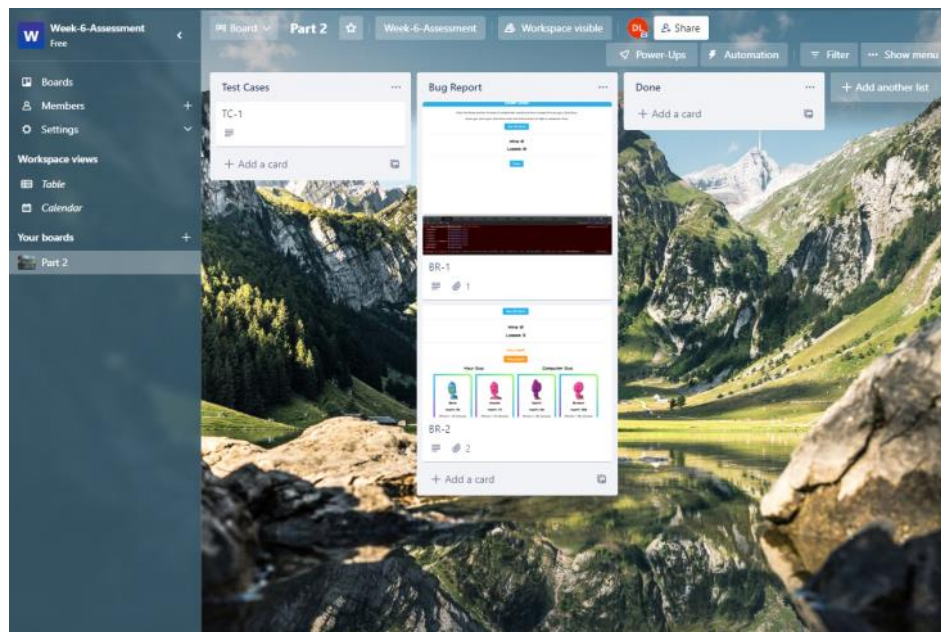 W
Week-6-Assessment
Free
Boards
Members
Settings
Workspace views
Table
Calendar
Your boards
Part 2
Board
Part 2
Week-6-Assessment
Workspace visible
DL
Share
Power-Ups
Automation
Filter
Show menu
Test Cases
TC-1
+ Add a card
Bug Report
Wins: 0
Losses: 0
BR-1
1
Wins: 0
Losses: 0
Your Duo
Computer Duo
BR-2
2
+ Add a card
Done
+ Add a card
+ Add another list